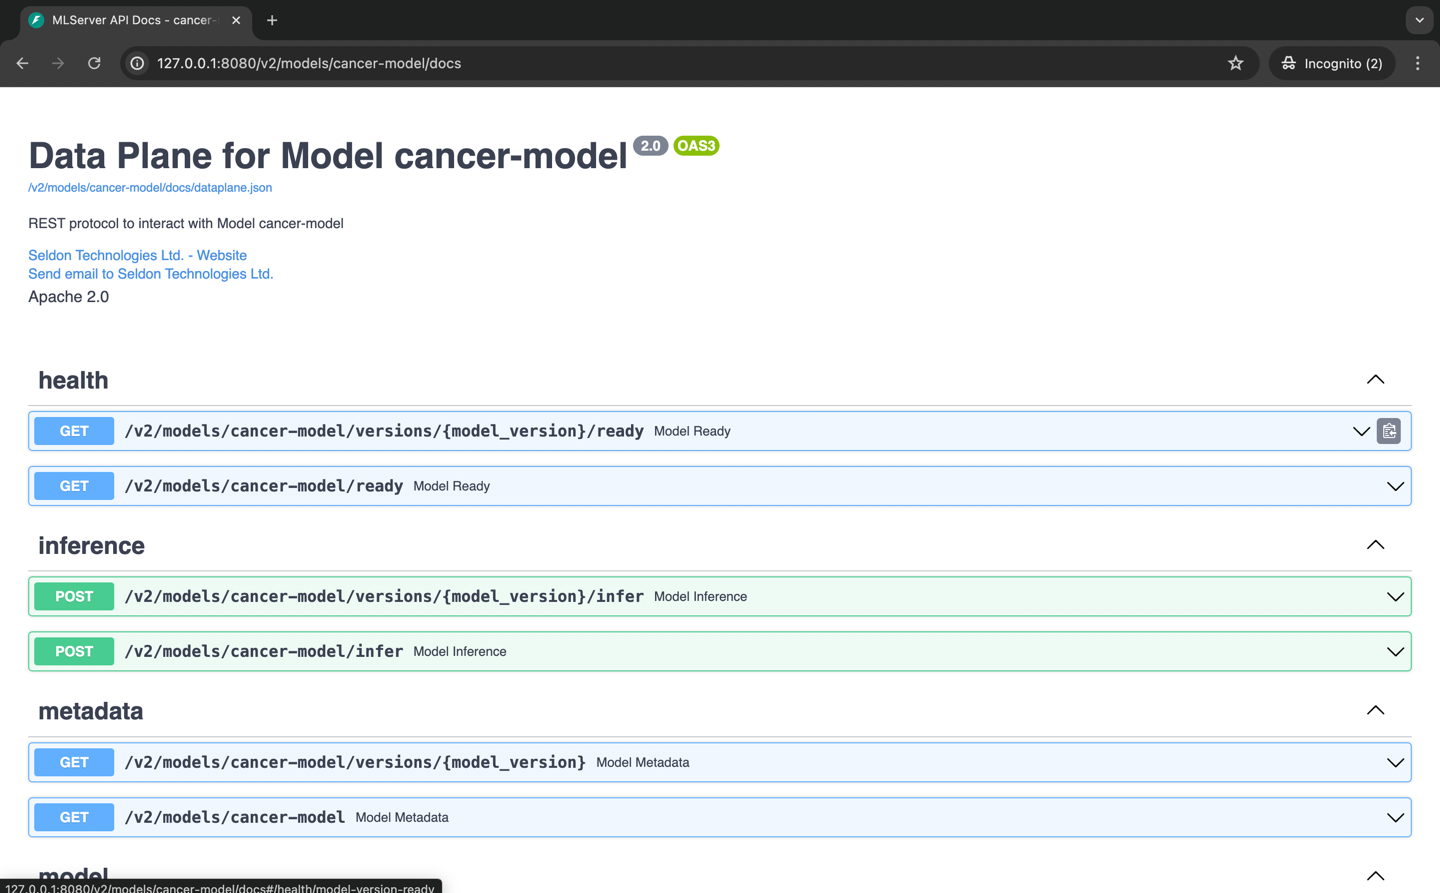 MLServer API Docs - cancer-
127.0.0.1:8080/v2/models/cancer-model/docs
Incognito (2)
Data Plane for Model cancer-model 2.0 OAS3
/v2/models/cancer-model/docs/dataplane.json
REST protocol to interact with Model cancer-model
Seldon Technologies Ltd. - Website
Send email to Seldon Technologies Ltd.
Apache 2.0
health
GET /v2/models/cancer-model/versions/{model_version}/ready Model Ready
GET /v2/models/cancer-model/ready Model Ready
inference
POST /v2/models/cancer-model/versions/{model_version}/infer Model Inference
POST /v2/models/cancer-model/infer Model Inference
metadata
GET /v2/models/cancer-model/versions/{model_version} Model Metadata
GET /v2/models/cancer-model Model Metadata
model
127.0.0.1:8080/v2/models/cancer-model/docs#/health/model-version-ready